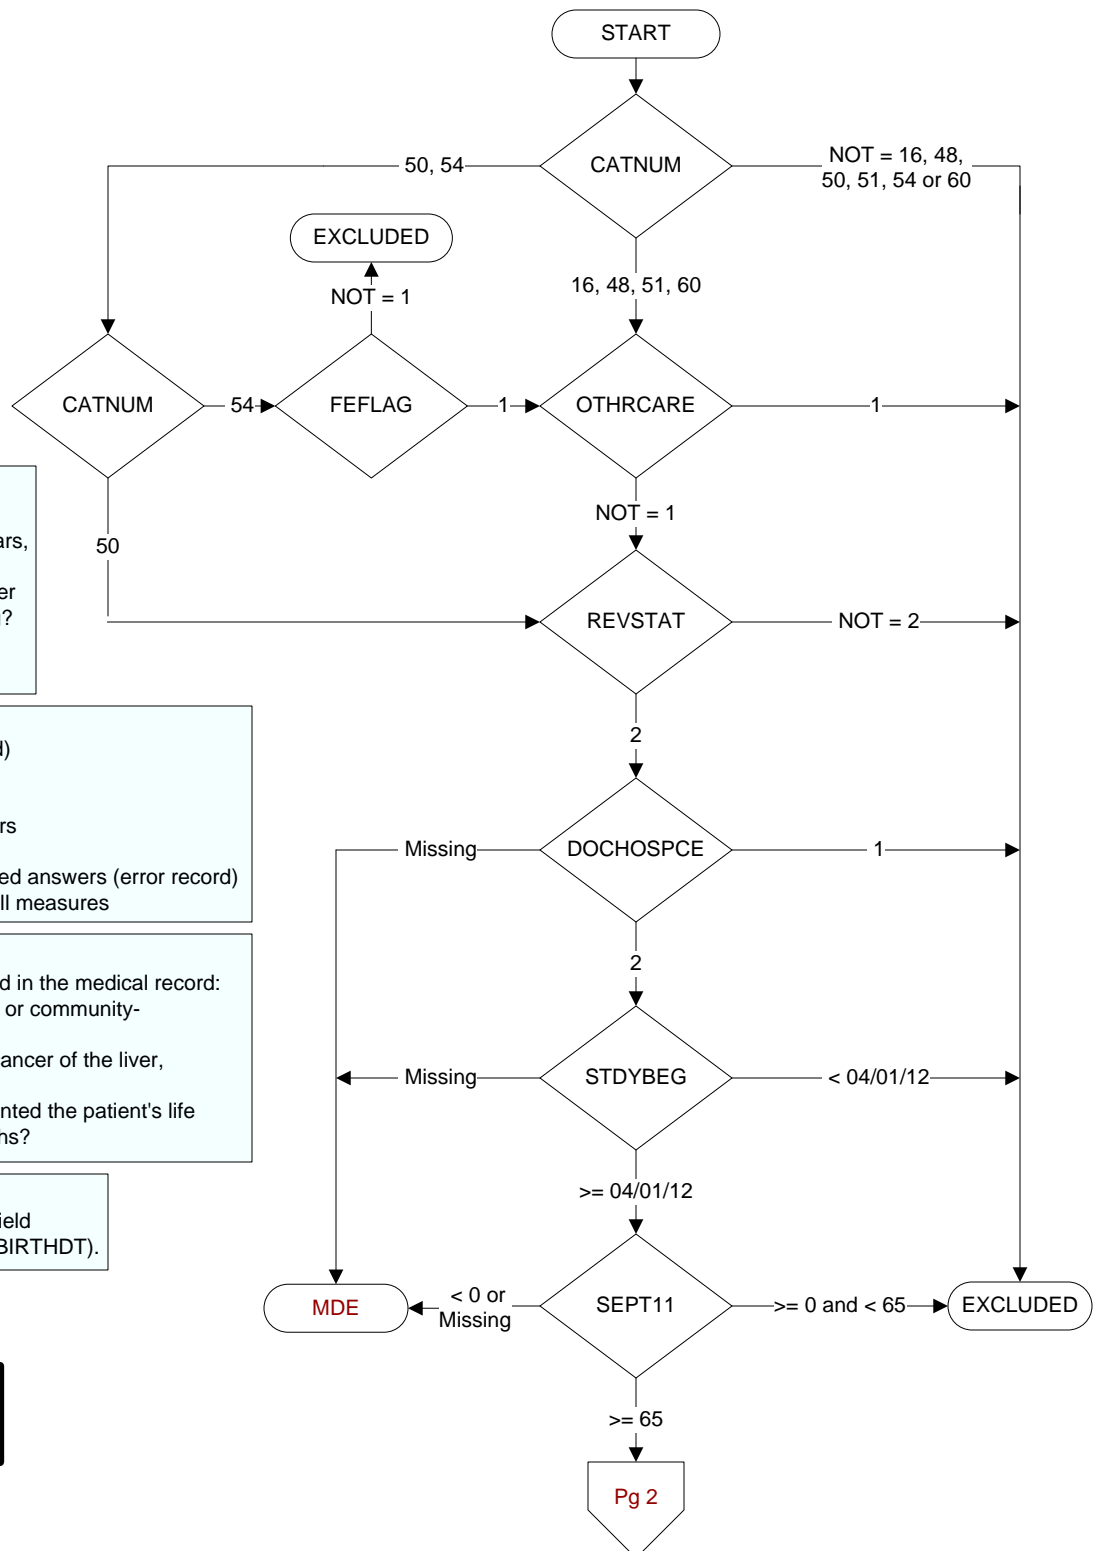 START
CATNUM
50, 54
NOT = 16, 48,
50, 51, 54 or 60
EXCLUDED
NOT = 1
16, 48, 51, 60
CATNUM
54
FEFLAG
1
OTHRCARE
1
50
NOT = 1
REVSTAT
NOT = 2
2
DOCHOSPCE
Missing
1
2
STDYBEG
Missing
< 04/01/12
>= 04/01/12
SEPT11
< 0 or
Missing
MDE
>= 0 and < 65
EXCLUDED
>= 65
Pg 2
ars,
er
?
d)
rs
ed answers (error record)
ll measures
d in the medical record:
or community-
ancer of the liver,
nted the patient's life
hs?
ield
BIRTHDT).